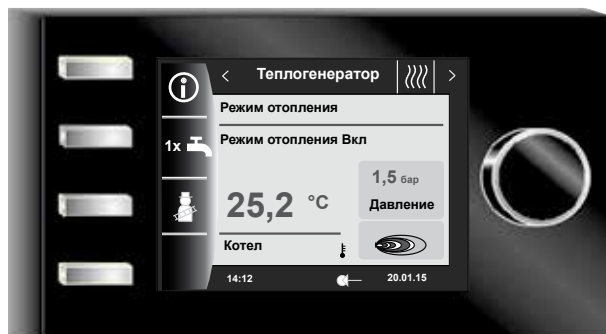 Теплогенератор
Режим отопления
1x
Режим отопления Вкл
1,5 бар
Давление
25,2 °C
Котел
14:12
20.01.15